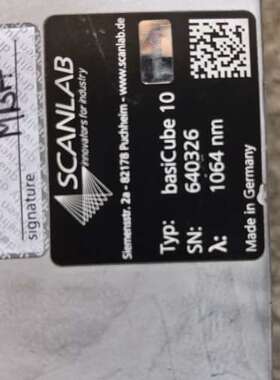 SCANLAB
innovators for industry
Siemensstr. 2a - 82178 Puchheim - www.scanlab.de
Typ: basiCube 10
SN: 640326
λ: 1064 nm
Made in Germany
signature